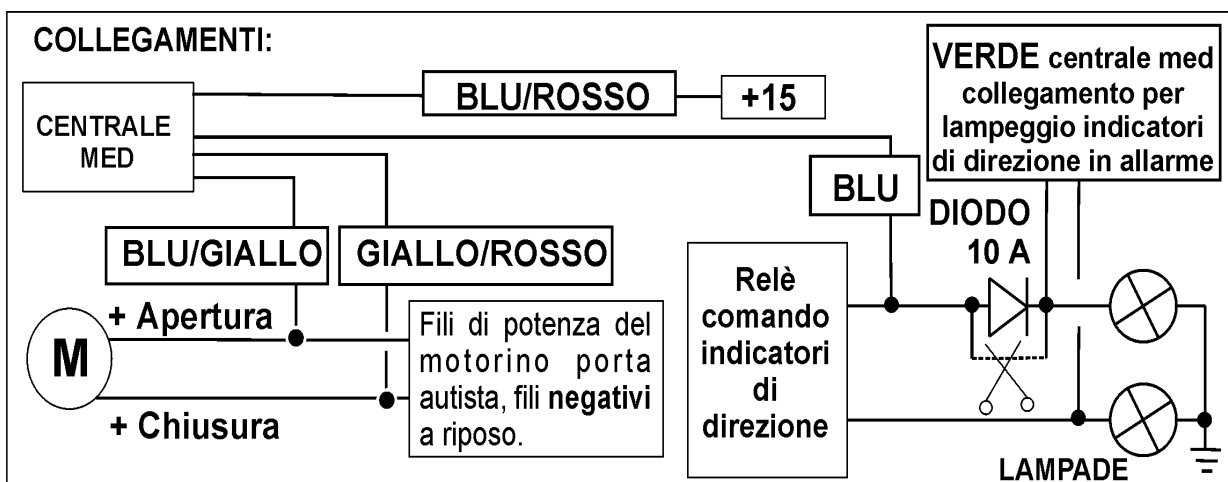 COLLEGAMENTI:
CENTRALE
MED
BLU/ROSSO
+15
VERDE centrale med
collegamento per
lampeggio indicatori
di direzione in allarme
BLU
DIODO
10 A
BLU/GIALLO
GIALLO/ROSSO
M
+ Apertura
+ Chiusura
Fili di potenza del
motorino porta
autista, fili negativi
a riposo.
Relè
comando
indicatori
di
direzione
LAMPADE